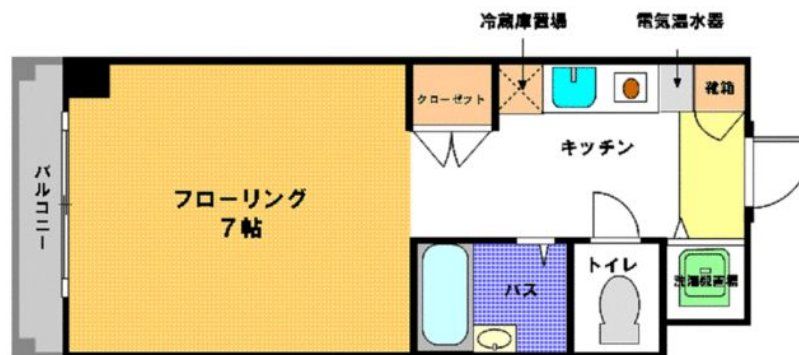 冷蔵庫置場
電気温水器
クローゼット
靴箱
キッチン
バルコニー
フローリング
7帖
バス
トイレ
洗濯機置場